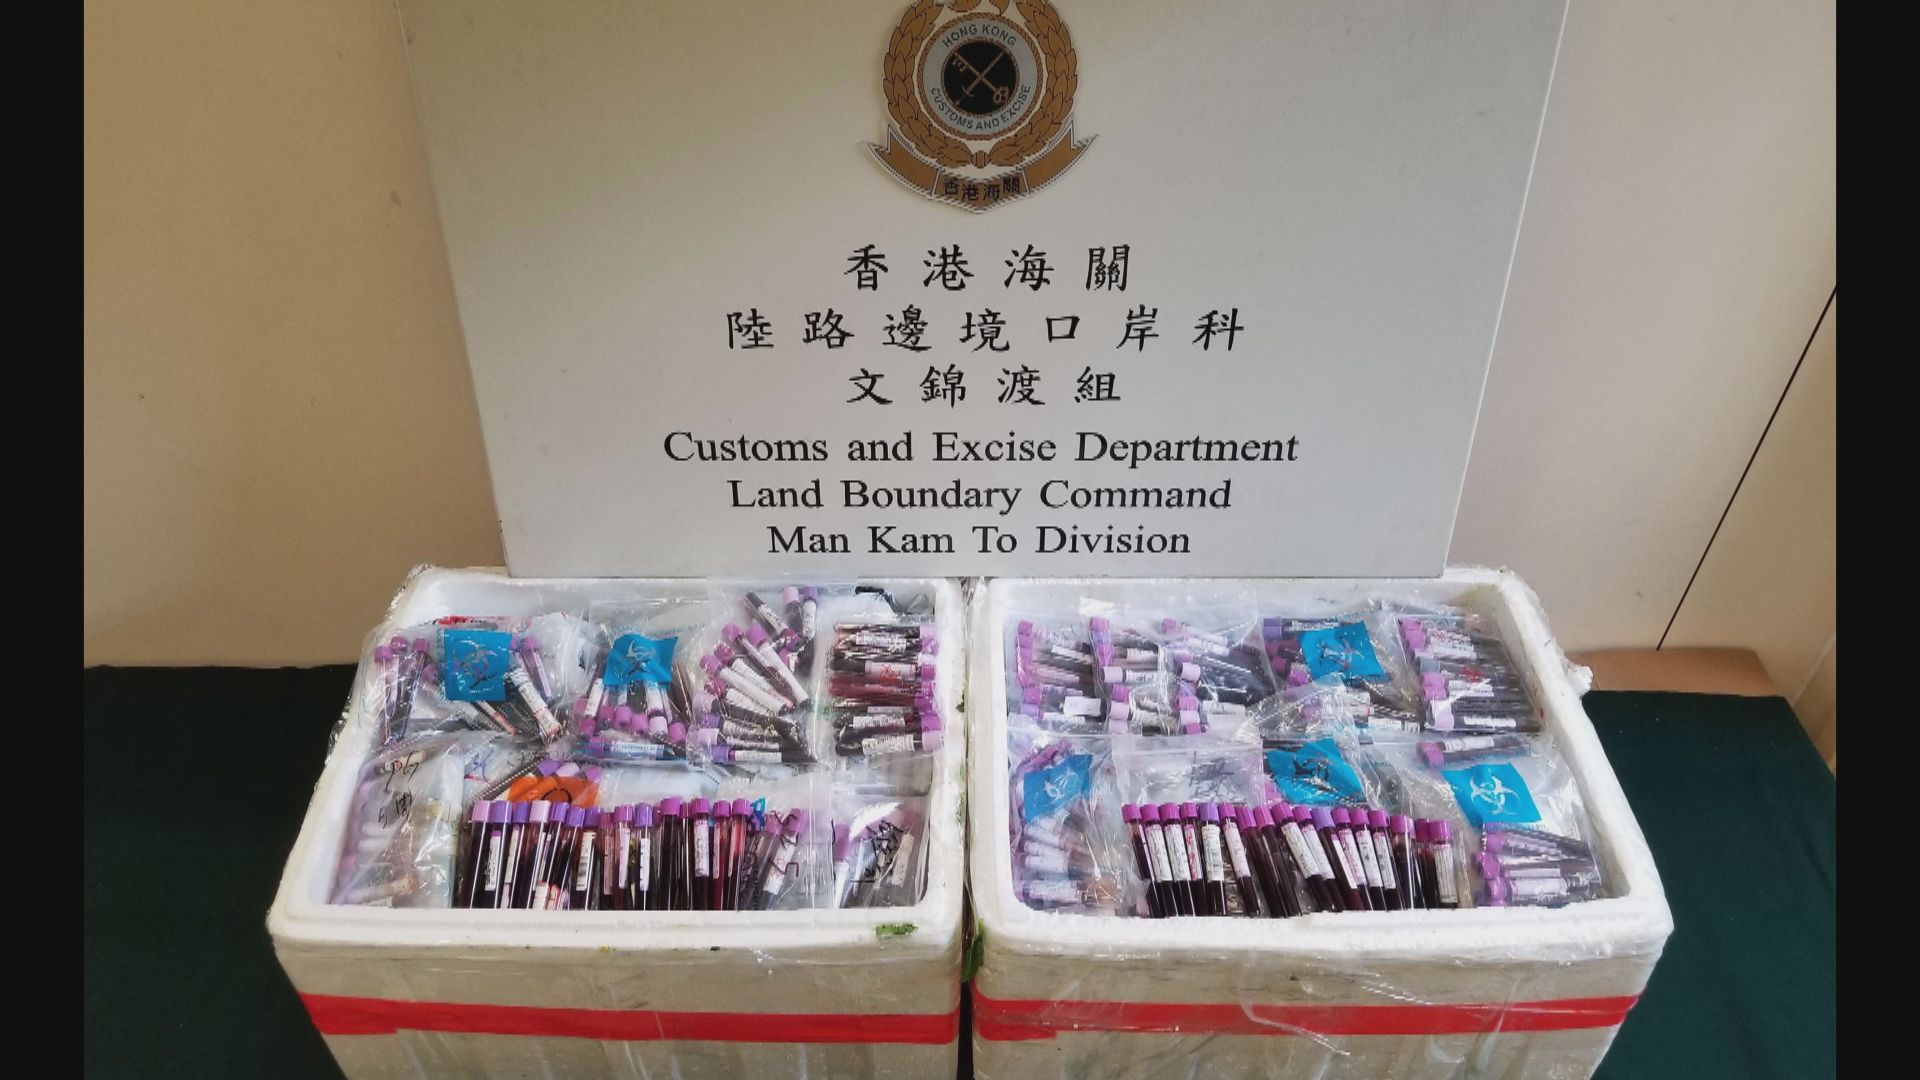 HONG KONG
CUSTOMS AND EXCISE
香港海關
香港海關
陸路邊境口岸科
文錦渡組
Customs and Excise Department
Land Boundary Command
Man Kam To Division